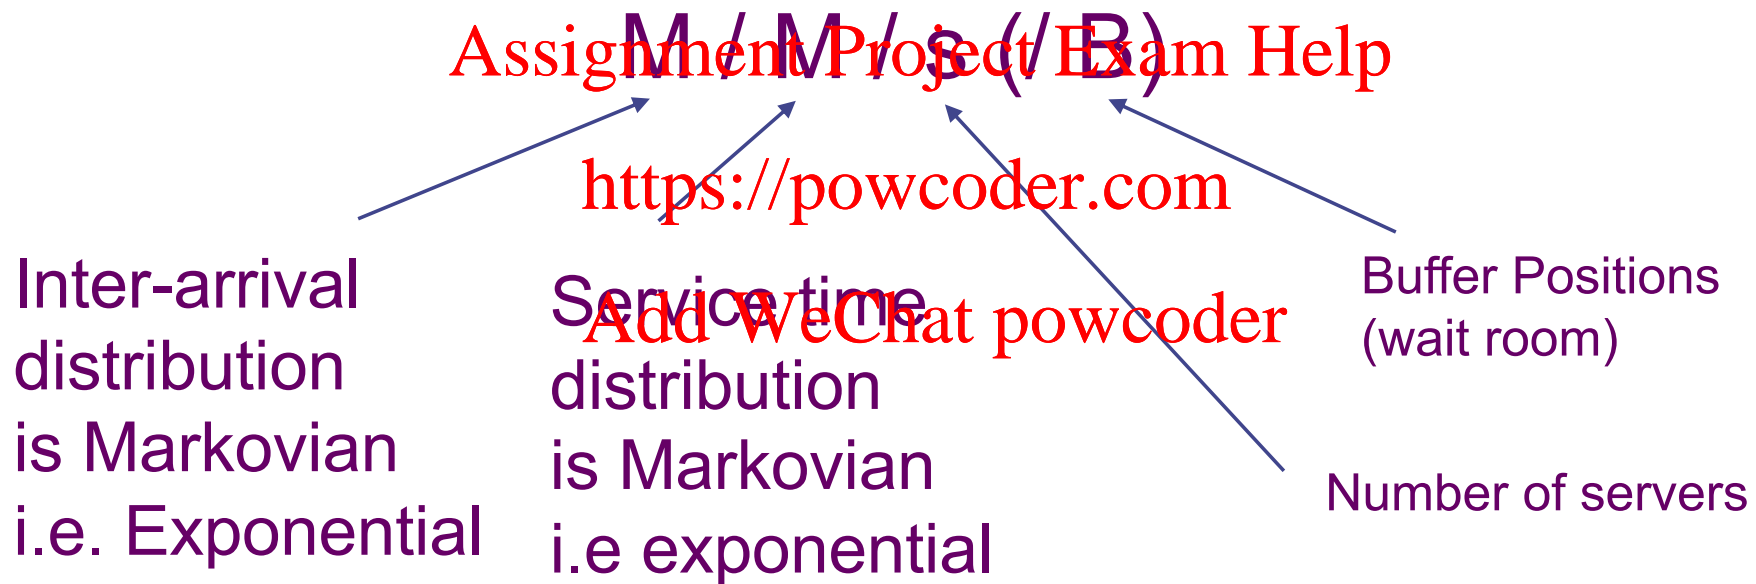 M / M / s (/ B)
Assignment Project Exam Help
https://powcoder.com
Inter-arrival
distribution
is Markovian
i.e. Exponential
Service time
distribution
is Markovian
i.e exponential
Add WeChat powcoder
Buffer Positions
(wait room)
Number of servers